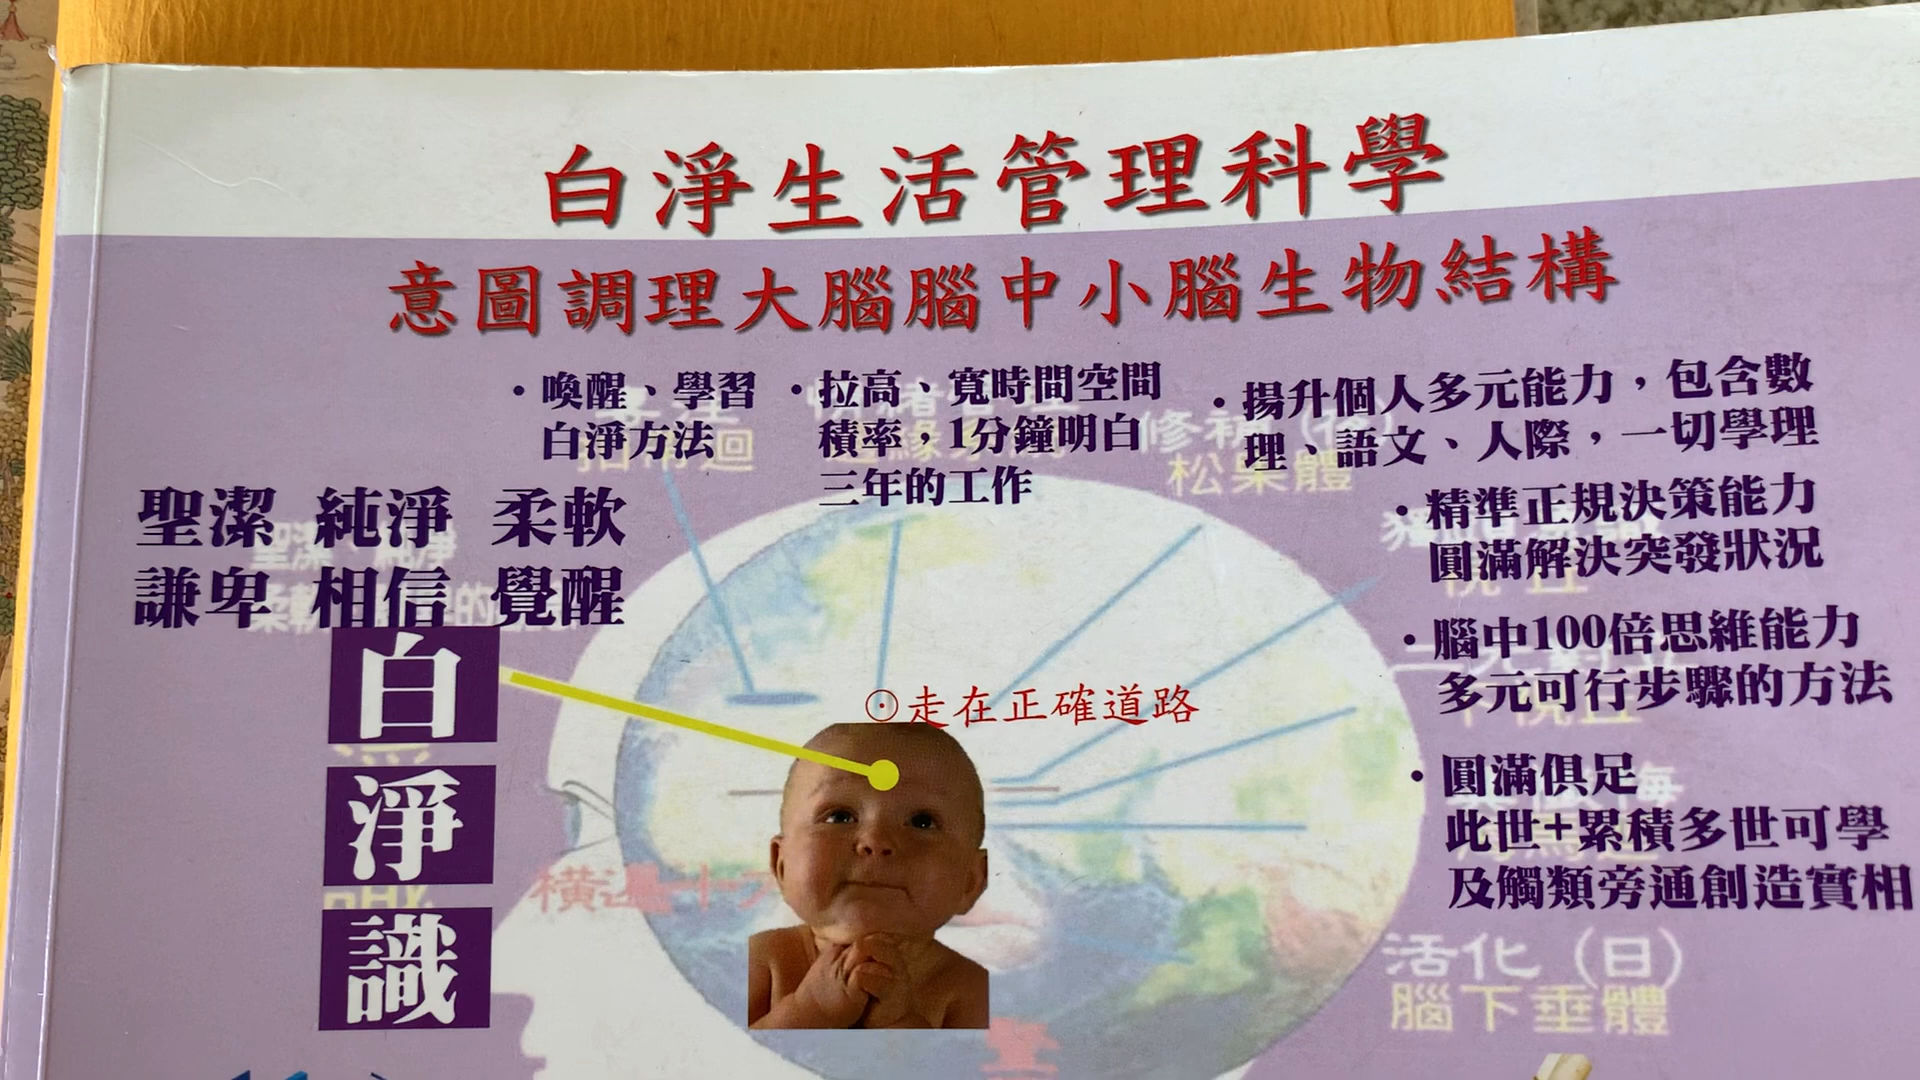 白淨生活管理科學
意圖調理大腦腦中小腦生物結構
・喚醒、學習
白淨方法
・拉高、寬時間空間
積率，1分鐘明白
三年的工作
・揚升個人多元能力，包含數
理、語文、人際，一切學理
・精準正規決策能力
圓滿解決突發狀況
・腦中100倍思維能力
多元可行步驟的方法
・圓滿俱足
此世+累積多世可學
及觸類旁通創造實相
聖潔 純淨 柔軟
謙卑 相信 覺醒
白
淨
識
⊙走在正確道路
松果體
活化（日）
腦下垂體